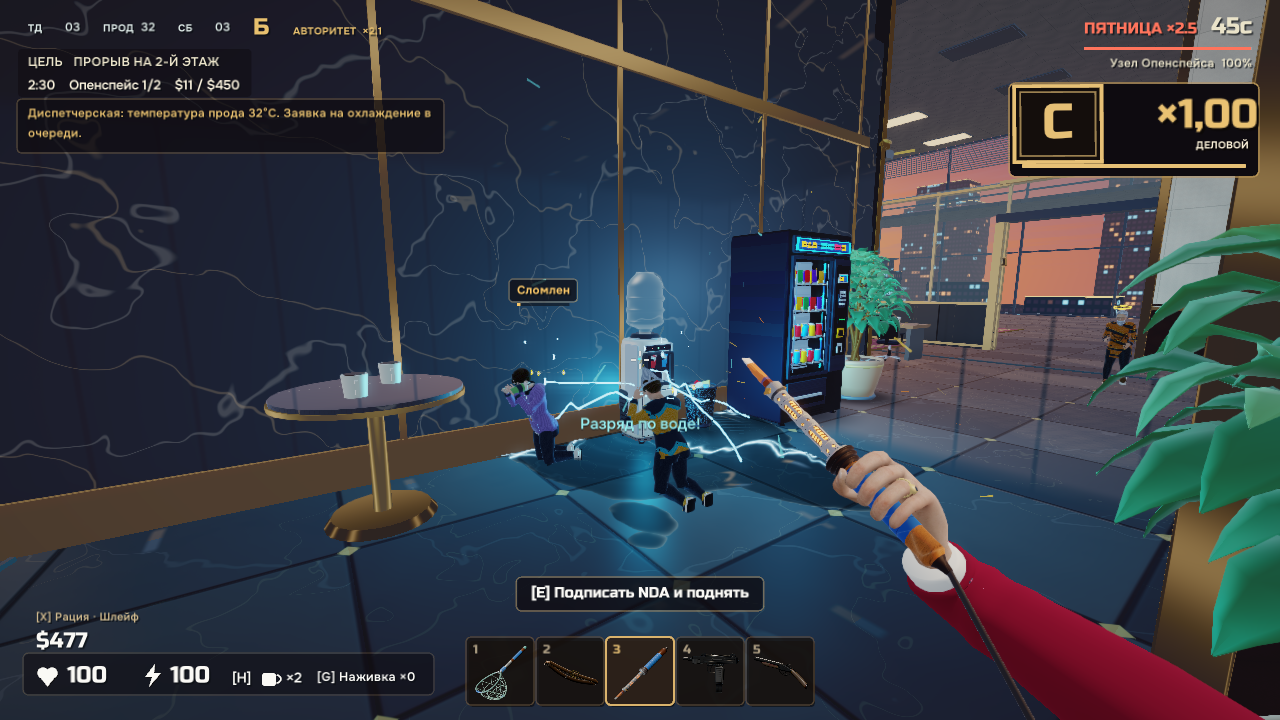 ТД 03 ПРОД 32 СБ 03 Б АВТОРИТЕТ ×2.1
ЦЕЛЬ ПРОРЫВ НА 2-Й ЭТАЖ
2:30 Опенспейс 1/2 $11 / $450
Диспетчерская: температура прода 32°C. Заявка на охлаждение в
очереди.
ПЯТНИЦА ×2.5 45с
Узел Опенспейса 100%
С ×1,00
ДЕЛОВОЙ
Сломлен
Разряд по воде!
[E] Подписать NDA и поднять
[X] Рация · Шлейф
$477
100 100 [H] ×2 [G] Наживка ×0
1 2 3 4 5